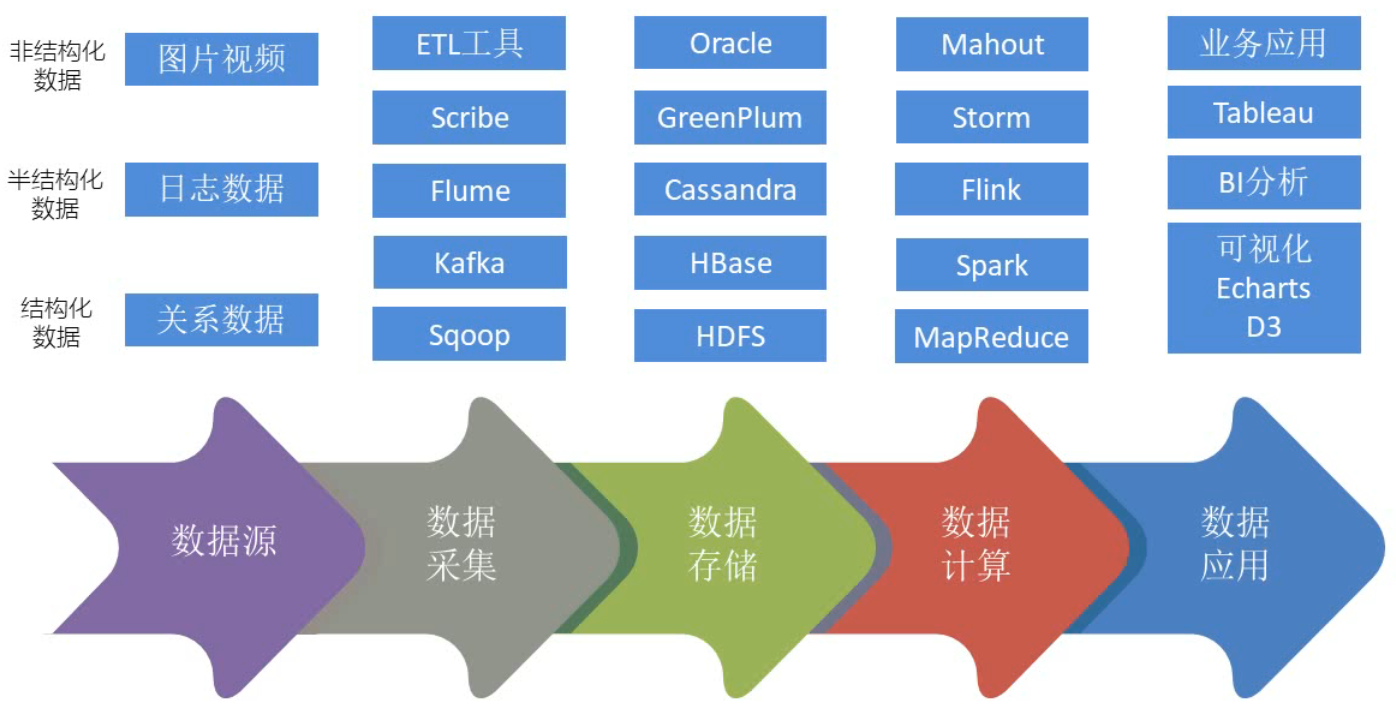 非结构化
数据
图片视频
半结构化
数据
日志数据
结构化
数据
关系数据
ETL工具
Scribe
Flume
Kafka
Sqoop
Oracle
GreenPlum
Cassandra
HBase
HDFS
Mahout
Storm
Flink
Spark
MapReduce
业务应用
Tableau
BI分析
可视化
Echarts
D3
数据源
数据
采集
数据
存储
数据
计算
数据
应用